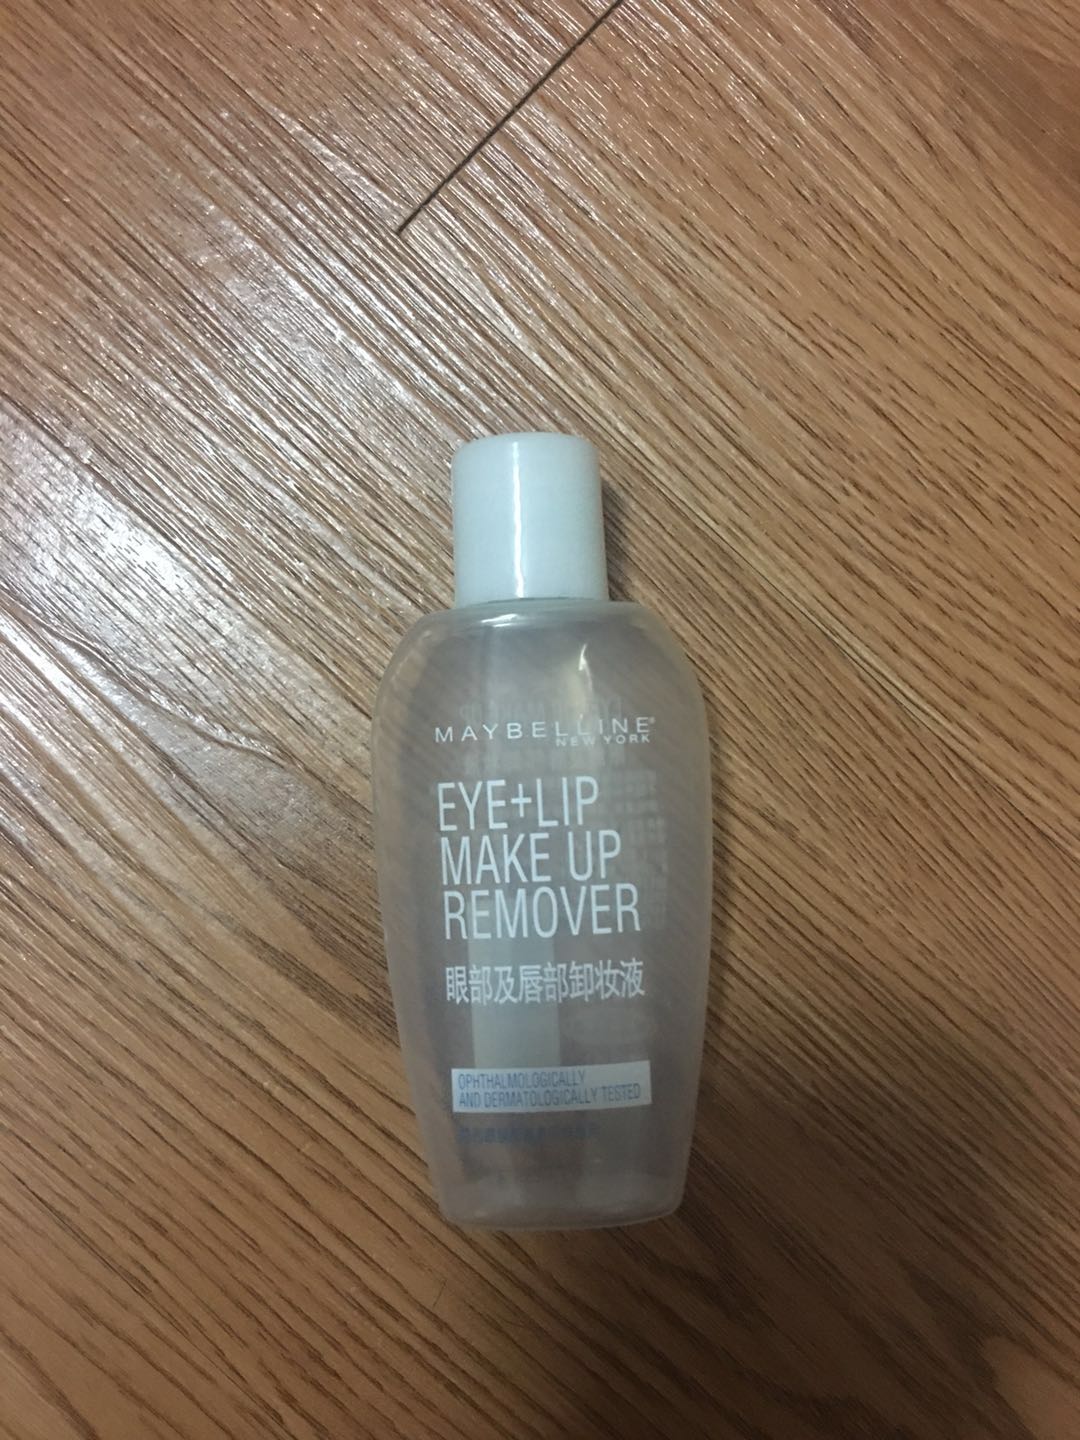 MAYBELLINE®
NEW YORK
EYE+LIP
MAKE UP
REMOVER
眼部及唇部卸妆液
OPHTHALMOLOGICALLY
AND DERMATOLOGICALLY TESTED